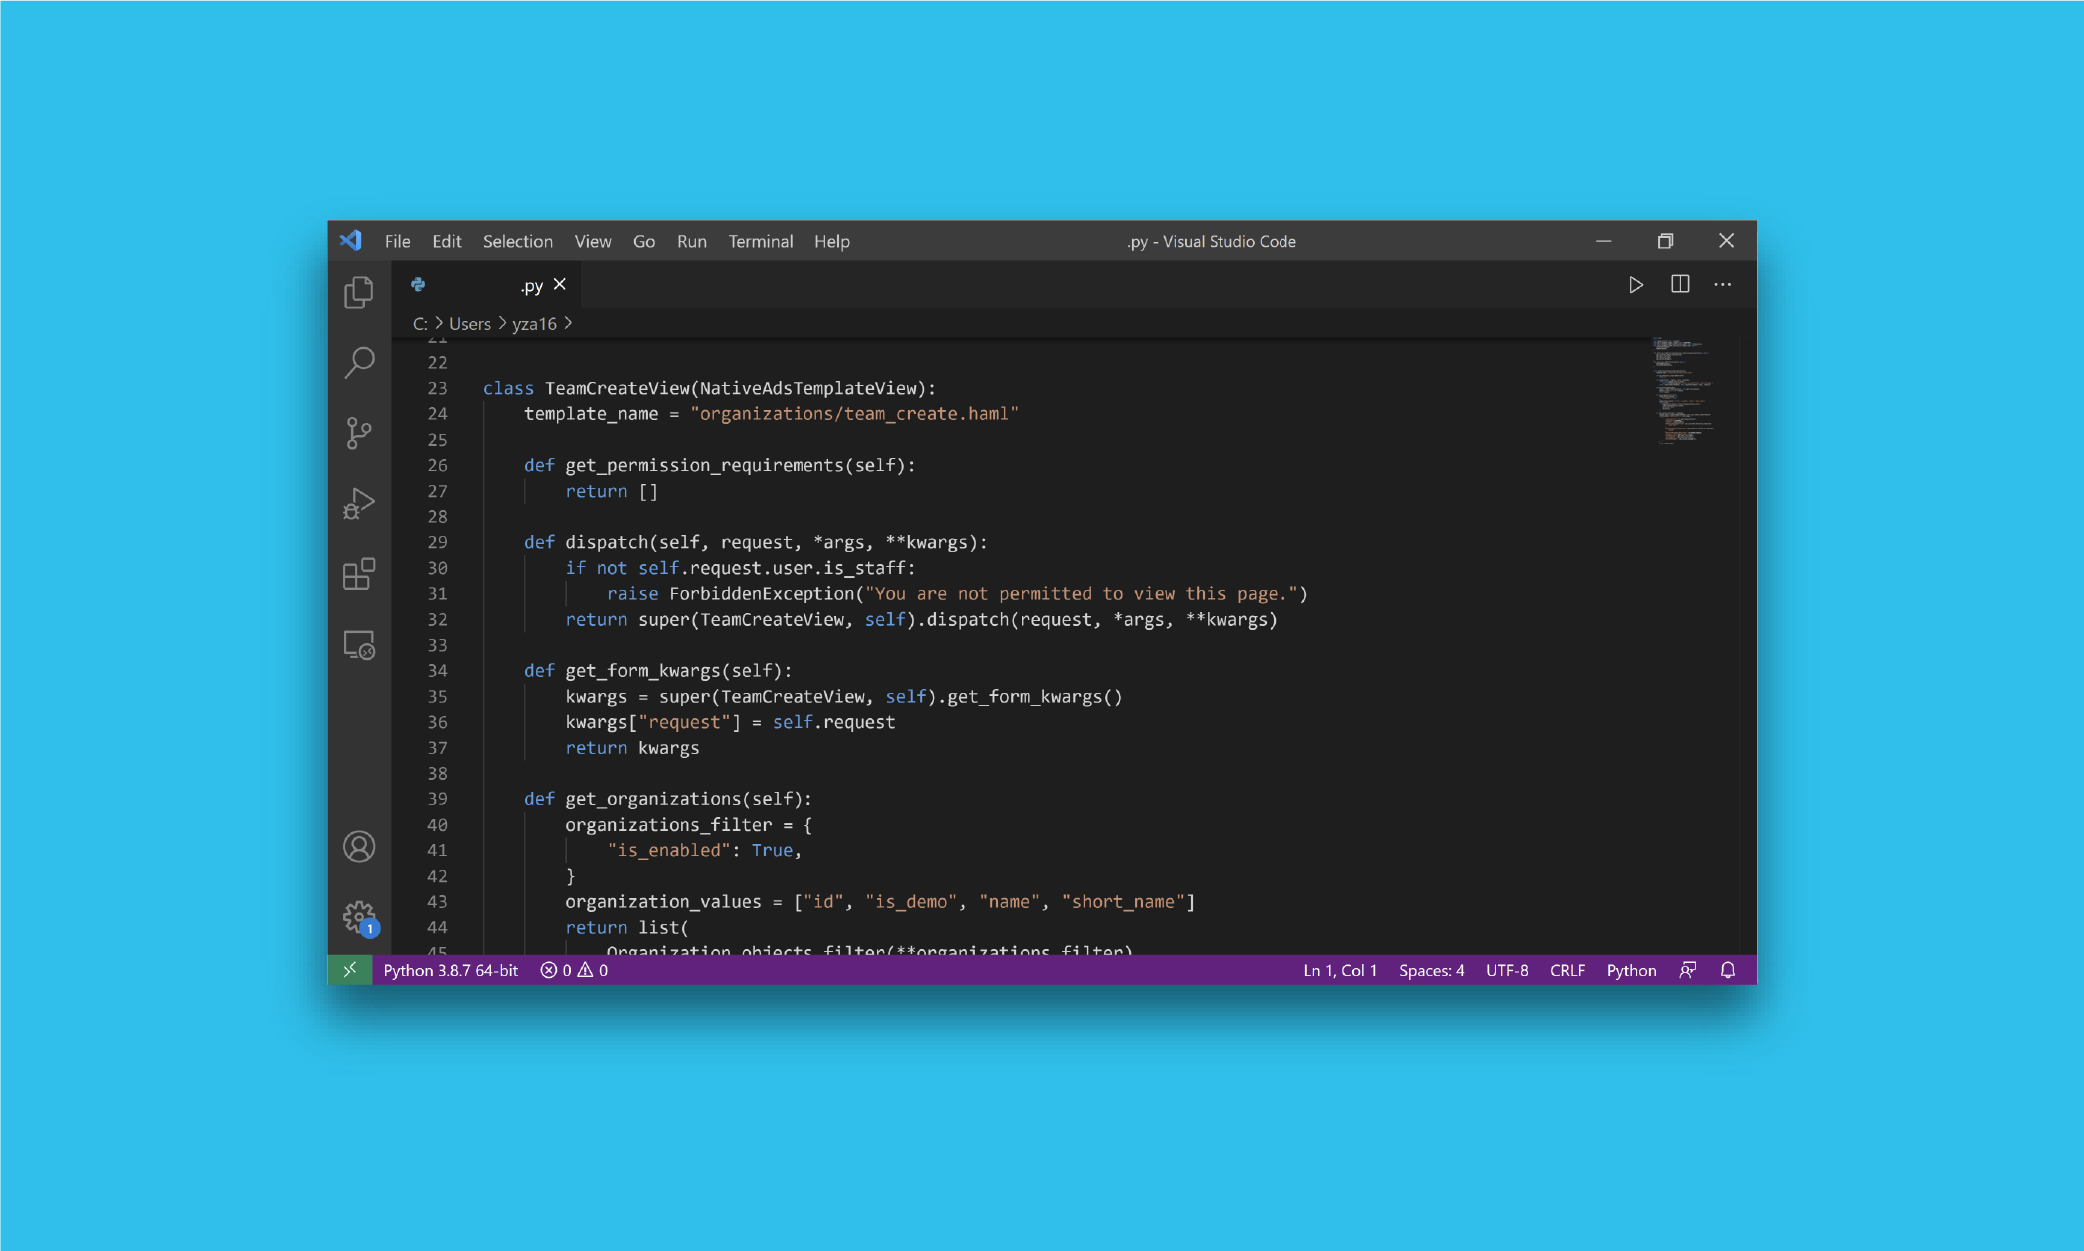 File Edit Selection View Go Run Terminal Help .py - Visual Studio Code
.py
C: > Users > yza16 >
21
22
23 class TeamCreateView(NativeAdsTemplateView):
24 template_name = "organizations/team_create.haml"
25
26 def get_permission_requirements(self):
27 return []
28
29 def dispatch(self, request, *args, **kwargs):
30 if not self.request.user.is_staff:
31 raise ForbiddenException("You are not permitted to view this page.")
32 return super(TeamCreateView, self).dispatch(request, *args, **kwargs)
33
34 def get_form_kwargs(self):
35 kwargs = super(TeamCreateView, self).get_form_kwargs()
36 kwargs["request"] = self.request
37 return kwargs
38
39 def get_organizations(self):
40 organizations_filter = {
41 "is_enabled": True,
42 }
43 organization_values = ["id", "is_demo", "name", "short_name"]
44 return list(
45 Organization.objects.filter(**organizations_filter)
1
Python 3.8.7 64-bit 0 0 Ln 1, Col 1 Spaces: 4 UTF-8 CRLF Python